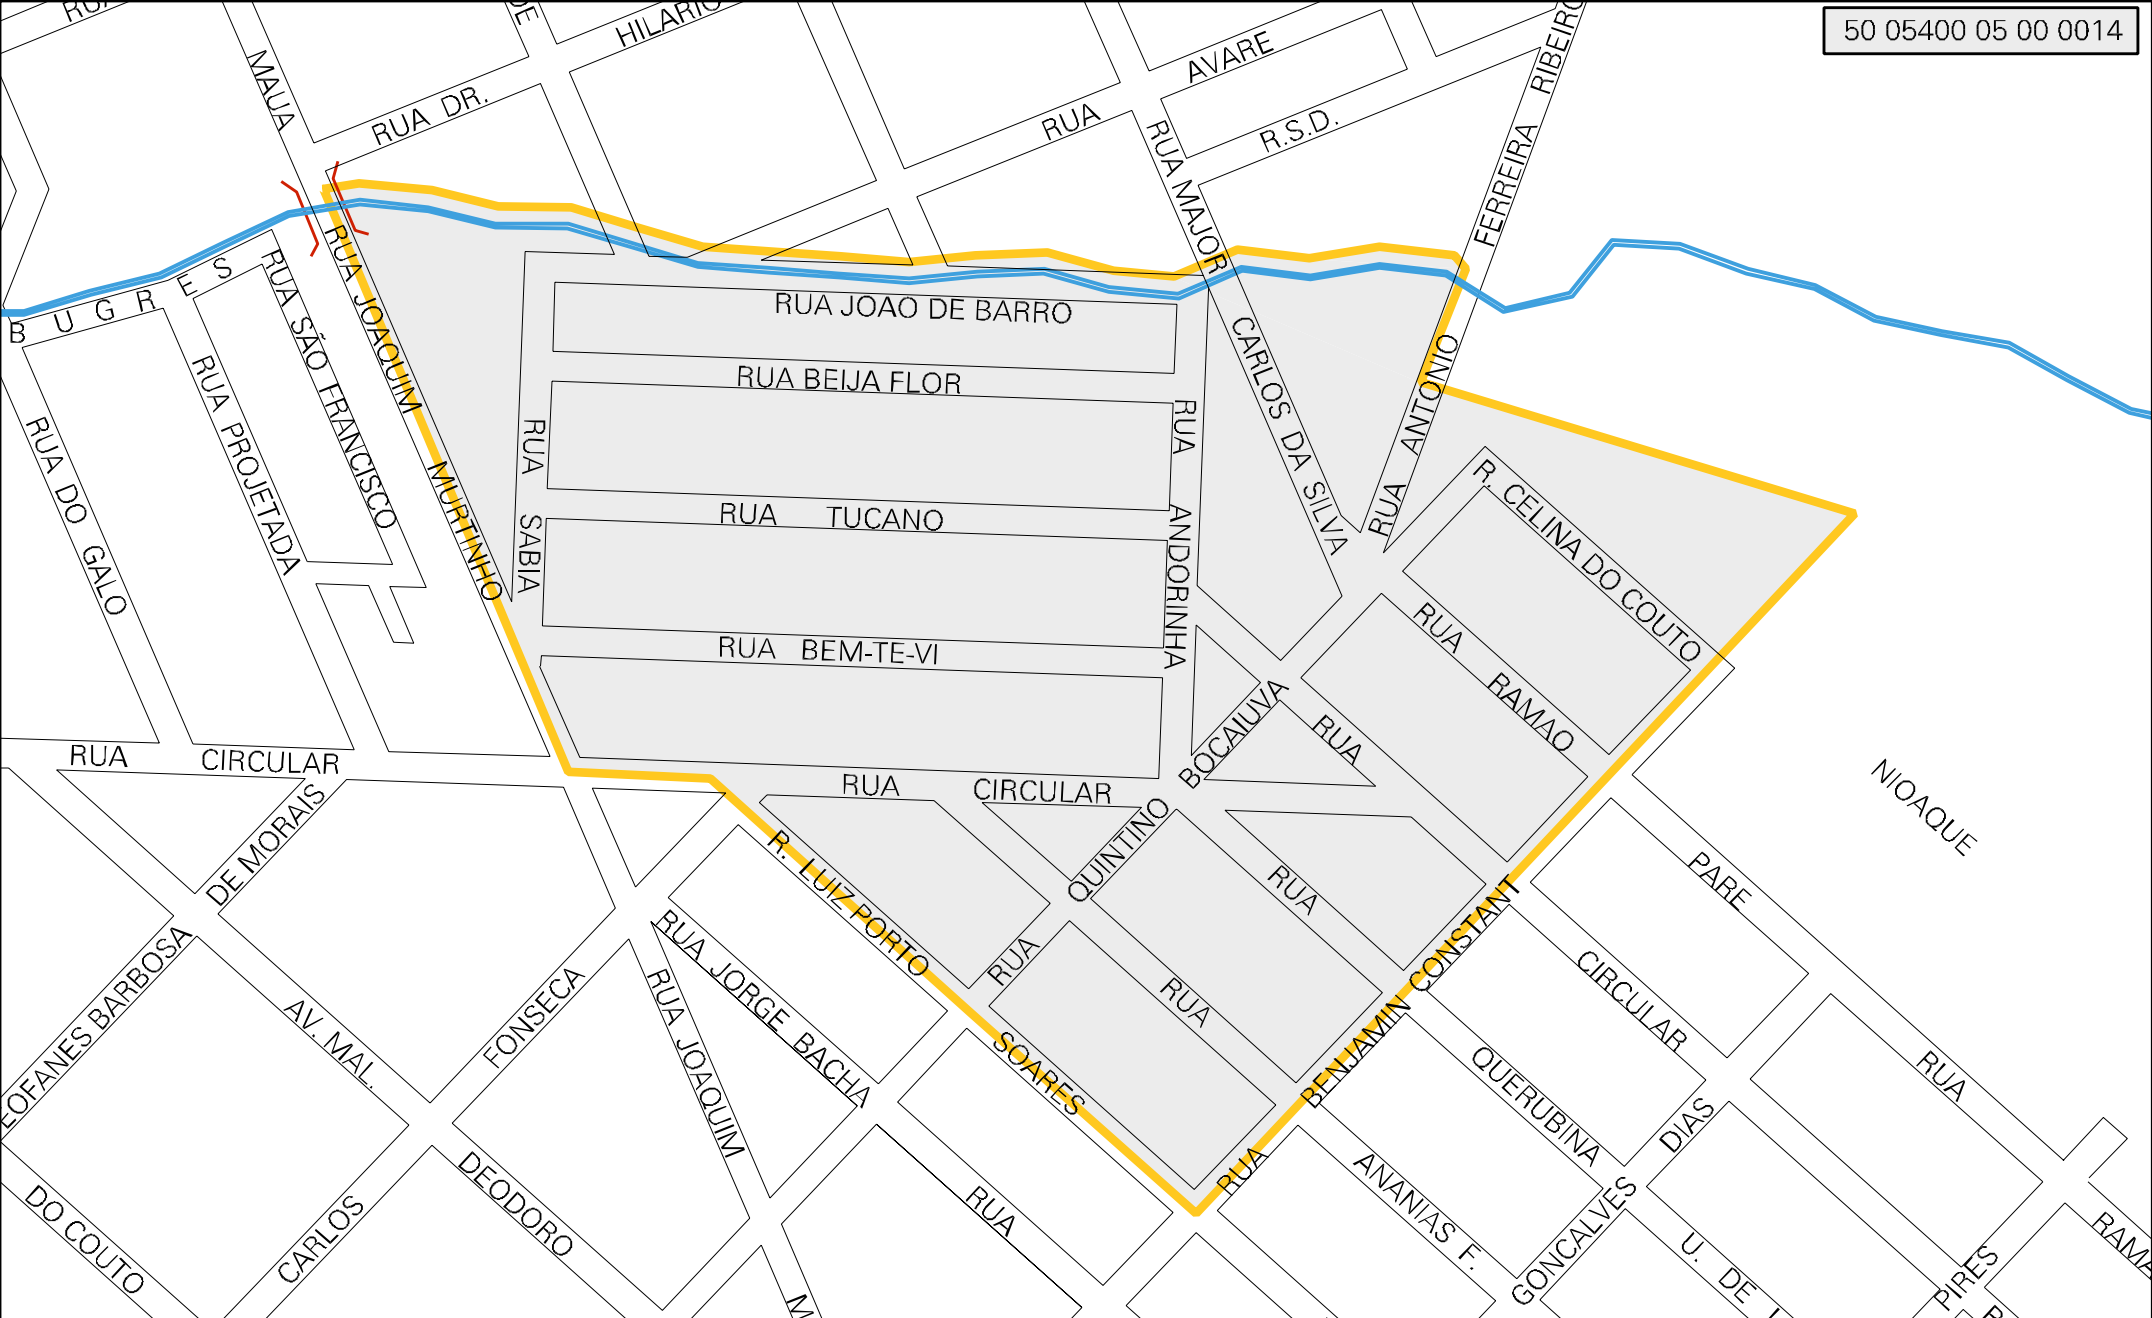 50 05400 05 00 0014
HILARIO
RUA DR.
MAUA
AVARE
RUA
R.S.D.
RUA MAJOR
CARLOS DA SILVA
RIBEIRO
FERREIRA
RUA ANTONIO
BUGRES
RUA SÃO FRANCISCO
RUA JOAQUIM
MURTINHO
RUA PROJETADA
RUA DO GALO
RUA JOAO DE BARRO
RUA BEIJA FLOR
RUA SABIA
RUA TUCANO
RUA ANDORINHA
RUA BEM-TE-VI
R. CELINA DO COUTO
RUA RAMAO
RUA
BOCAIUVA
QUINTINO
RUA
RUA CIRCULAR
RUA CIRCULAR
DE MORAIS
R. LUIZ PORTO
SOARES
RUA
RUA
BENJAMIN CONSTANT
RUA
NIOAQUE
PARE
CIRCULAR
RUA
QUERUBINA
DIAS
GONCALVES
ANANIAS F.
U. DE
PIRES
RUA JORGE BACHA
RUA JOAQUIM
RUA
FONSECA
CARLOS
AV. MAL.
DEODORO
EOFANES BARBOSA
DO COUTO